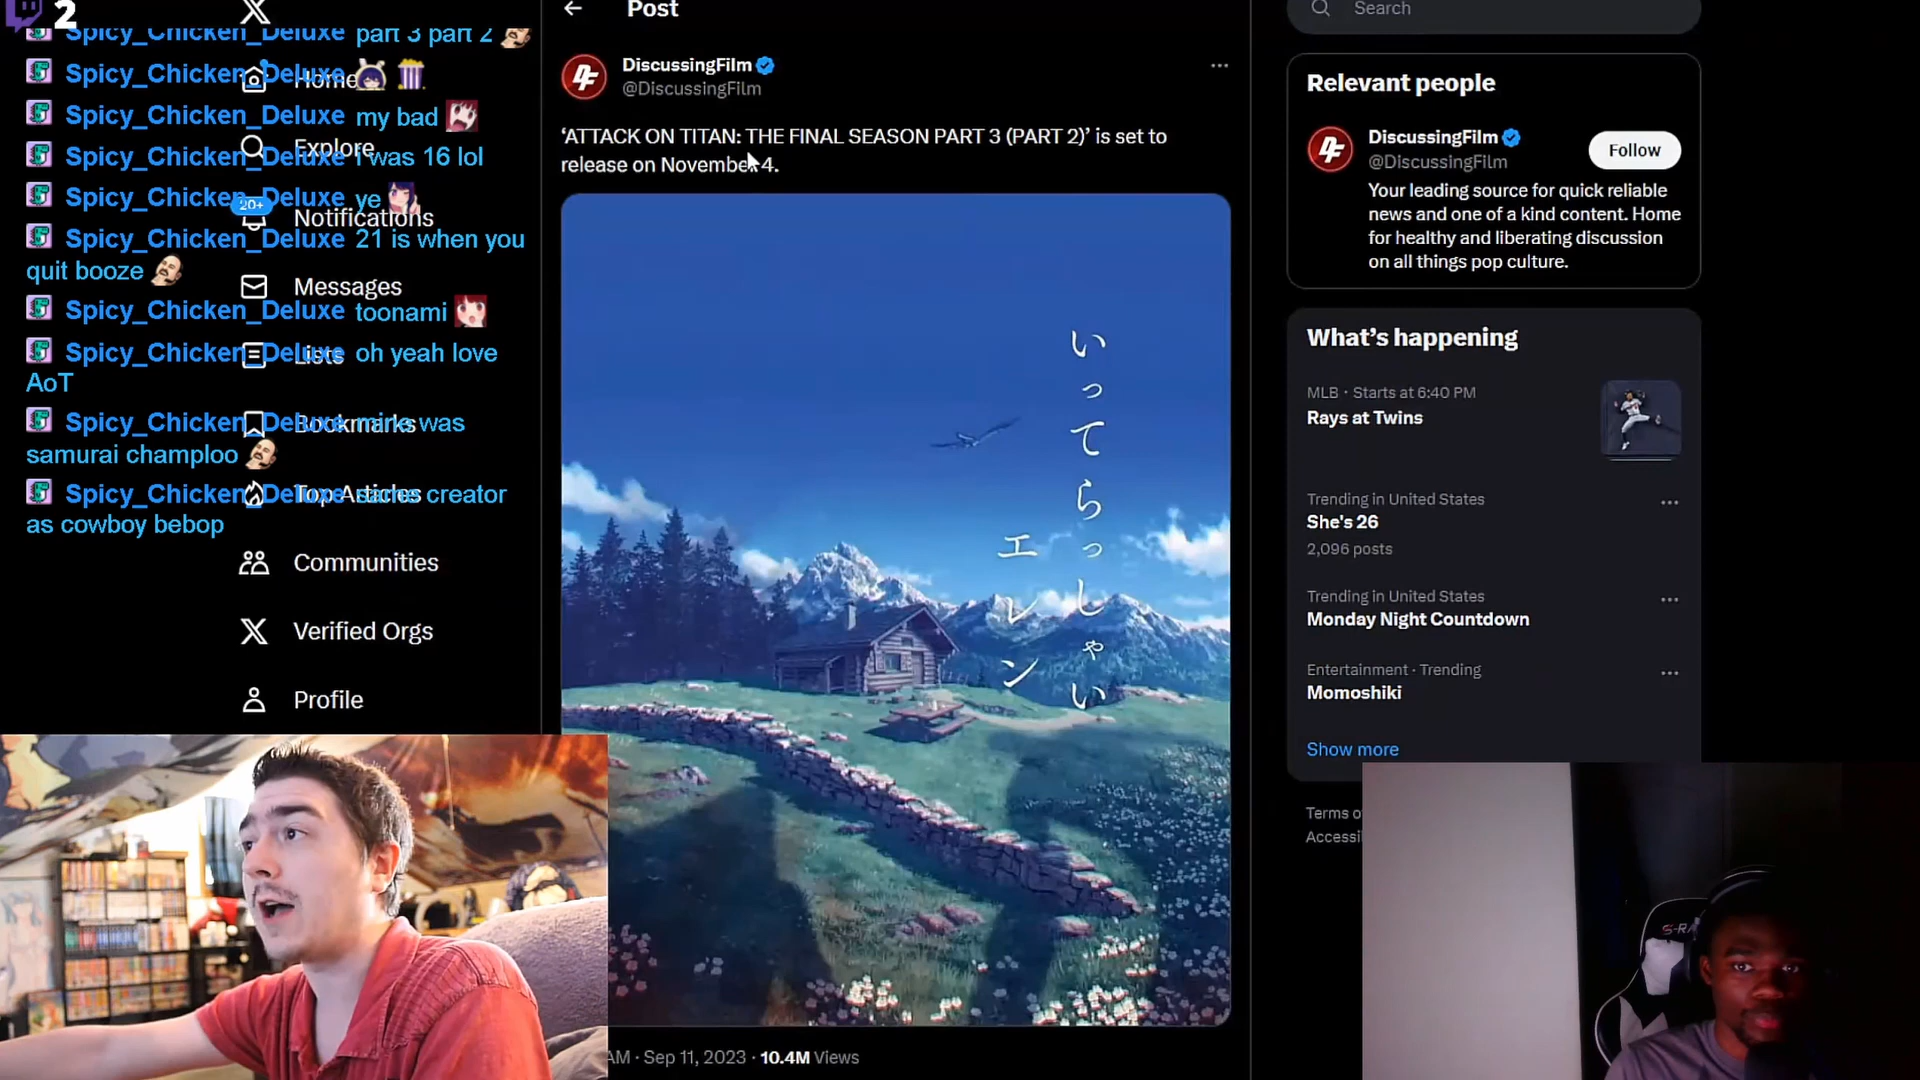 2
Spicy_Chicken_Deluxe part 3 part 2
Spicy_Chicken_Deluxe
Spicy_Chicken_Deluxe my bad
Spicy_Chicken_Deluxe i was 16 lol
Spicy_Chicken_Deluxe ye
Spicy_Chicken_Deluxe 21 is when you
quit booze
Spicy_Chicken_Deluxe toonami
Spicy_Chicken_Deluxe oh yeah love
AoT
Spicy_Chicken_Deluxe mine was
samurai champloo
Spicy_Chicken_Deluxe same creator
as cowboy bebop
Home
Explore
20+
Notifications
Messages
Lists
Bookmarks
Top Articles
Communities
Verified Orgs
Profile
Post
DiscussingFilm
@DiscussingFilm
‘ATTACK ON TITAN: THE FINAL SEASON PART 3 (PART 2)’ is set to
release on November 4.
いってらっしゃい
エレン
AM · Sep 11, 2023 · 10.4M Views
Search
Relevant people
DiscussingFilm
@DiscussingFilm
Follow
Your leading source for quick reliable
news and one of a kind content. Home
for healthy and liberating discussion
on all things pop culture.
What’s happening
MLB · Starts at 6:40 PM
Rays at Twins
Trending in United States
She's 26
2,096 posts
Trending in United States
Monday Night Countdown
Entertainment · Trending
Momoshiki
Show more
Terms of
Accessi